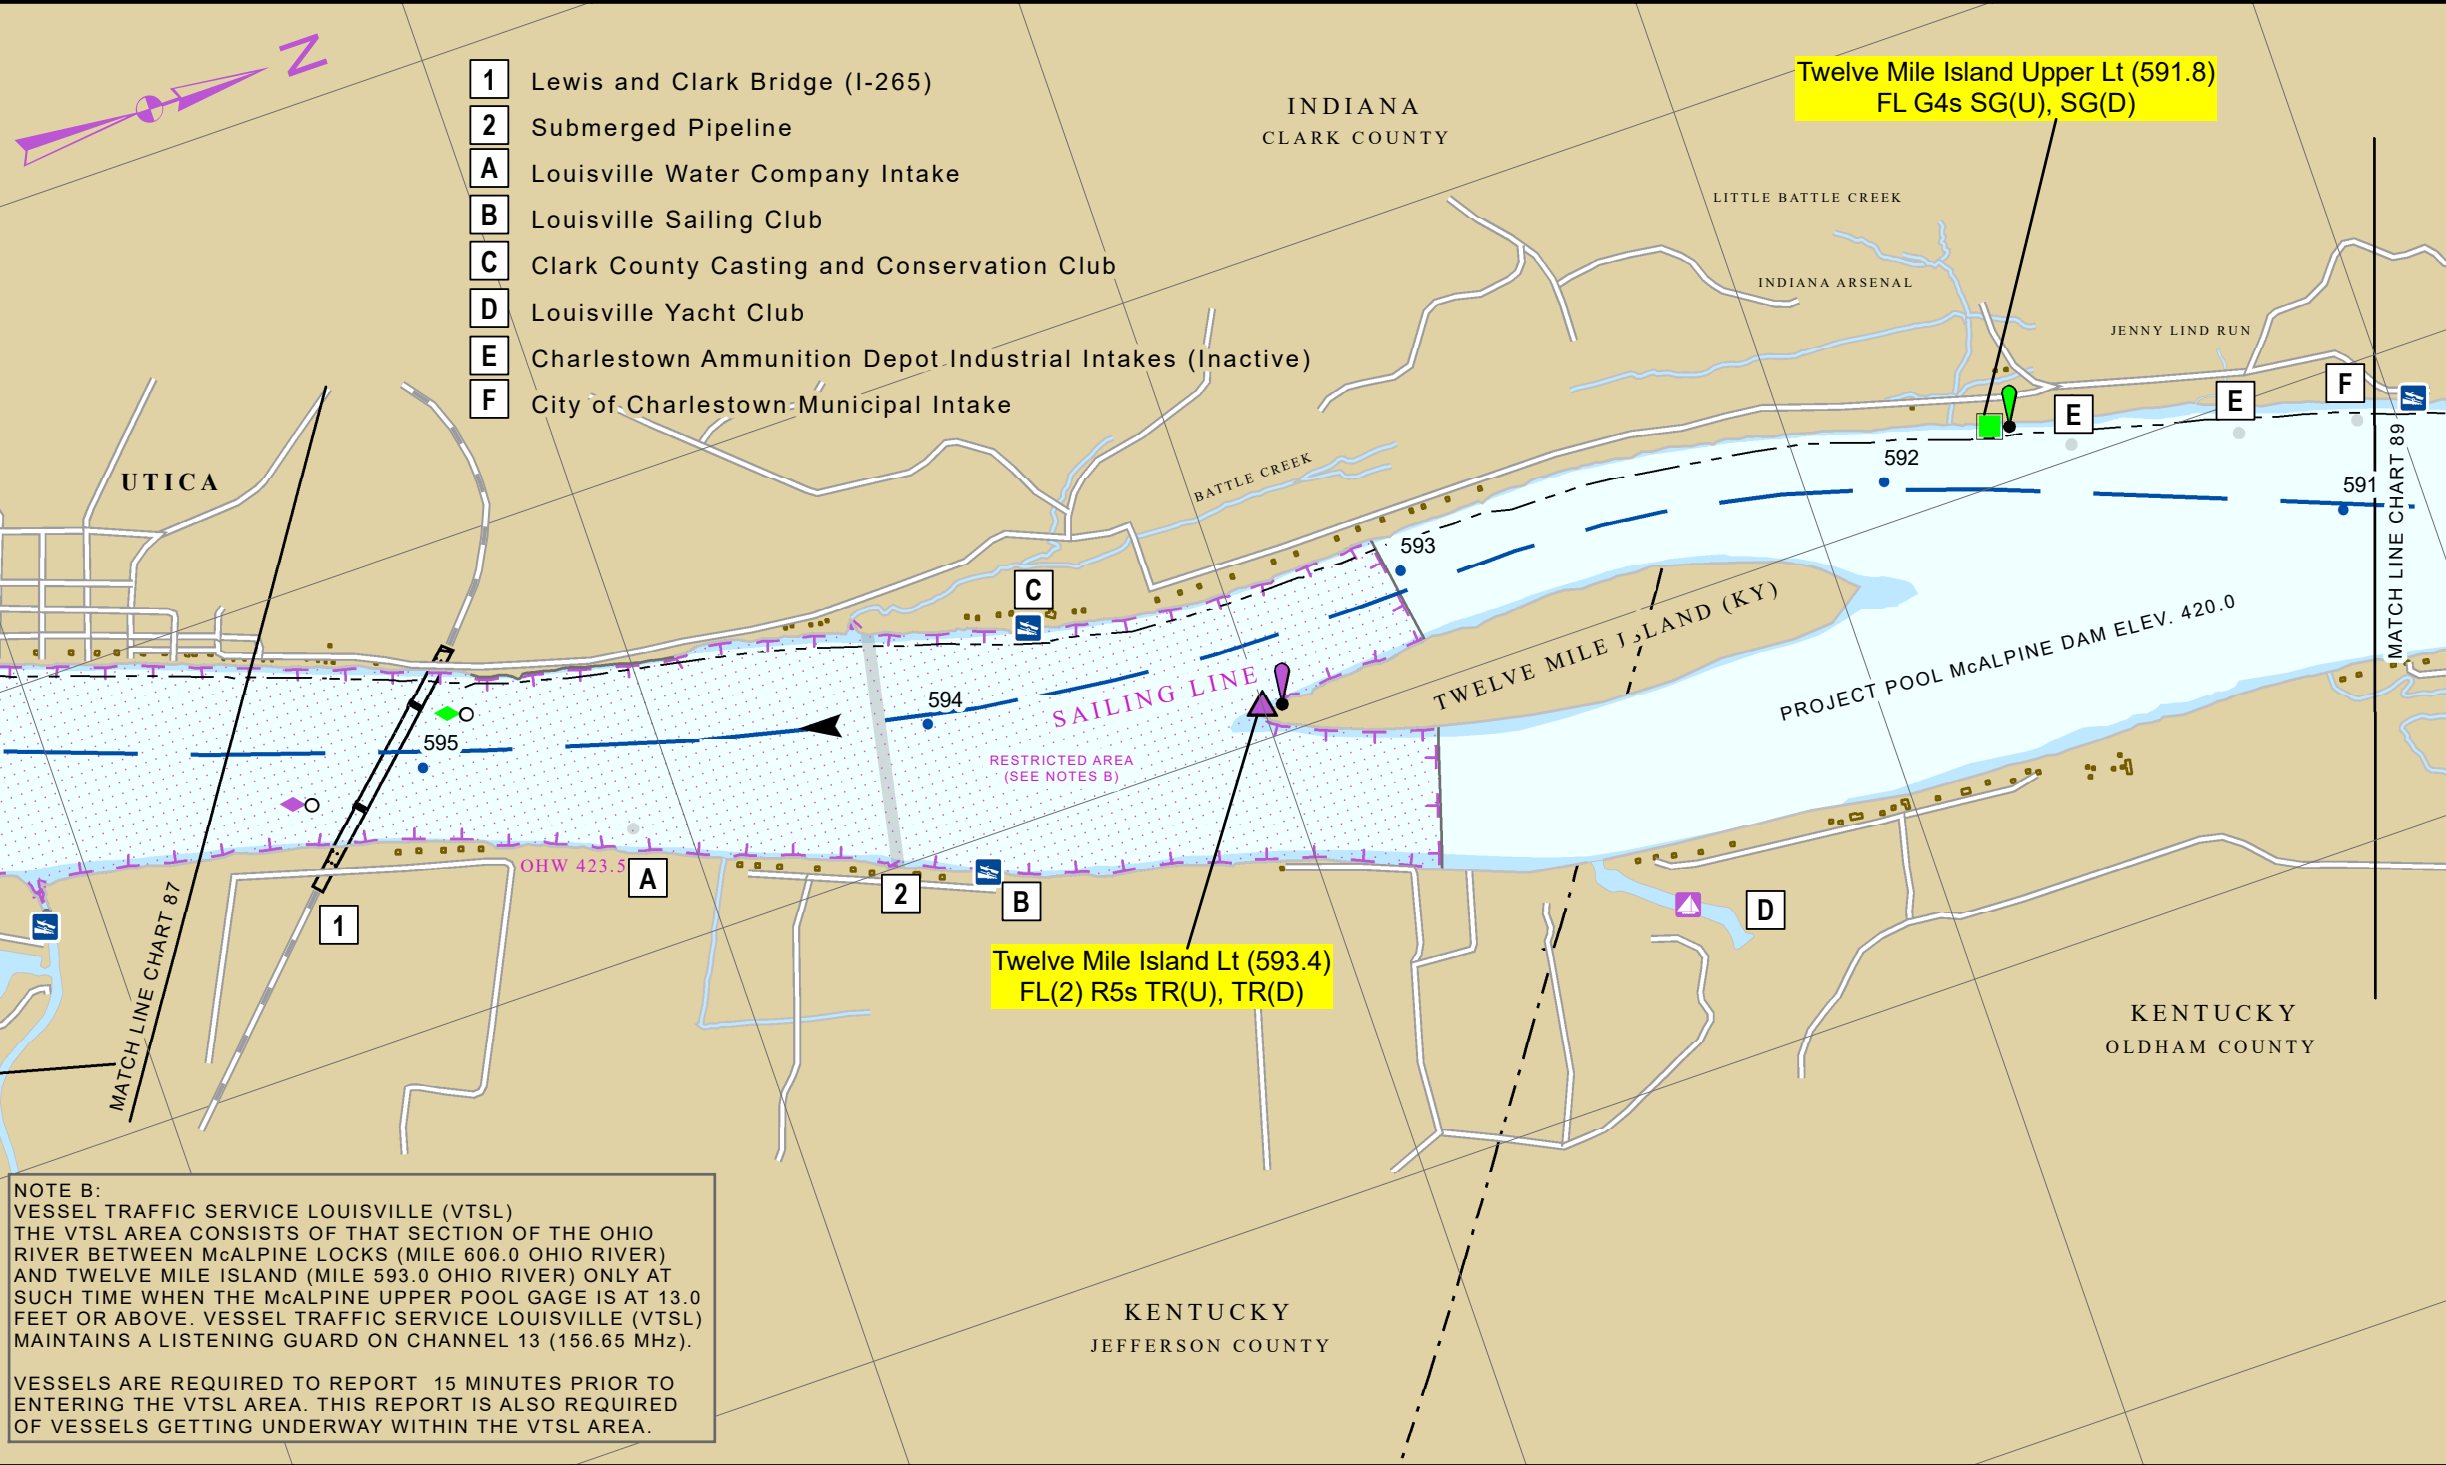 N
1 Lewis and Clark Bridge (I-265)
2 Submerged Pipeline
A Louisville Water Company Intake
B Louisville Sailing Club
C Clark County Casting and Conservation Club
D Louisville Yacht Club
E Charlestown Ammunition Depot Industrial Intakes (Inactive)
F City of Charlestown Municipal Intake
INDIANA
CLARK COUNTY
Twelve Mile Island Upper Lt (591.8)
FL G4s SG(U), SG(D)
LITTLE BATTLE CREEK
INDIANA ARSENAL
JENNY LIND RUN
F
E
E
BATTLE CREEK
UTICA
592
591
MATCH LINE CHART 89
593
C
TWELVE MILE ISLAND (KY)
PROJECT POOL McALPINE DAM ELEV. 420.0
SAILING LINE
594
595
RESTRICTED AREA
(SEE NOTES B)
OHW 423.5
A
2
B
1
D
MATCH LINE CHART 87
Twelve Mile Island Lt (593.4)
FL(2) R5s TR(U), TR(D)
KENTUCKY
OLDHAM COUNTY
KENTUCKY
JEFFERSON COUNTY
NOTE B:
VESSEL TRAFFIC SERVICE LOUISVILLE (VTSL)
THE VTSL AREA CONSISTS OF THAT SECTION OF THE OHIO
RIVER BETWEEN McALPINE LOCKS (MILE 606.0 OHIO RIVER)
AND TWELVE MILE ISLAND (MILE 593.0 OHIO RIVER) ONLY AT
SUCH TIME WHEN THE McALPINE UPPER POOL GAGE IS AT 13.0
FEET OR ABOVE. VESSEL TRAFFIC SERVICE LOUISVILLE (VTSL)
MAINTAINS A LISTENING GUARD ON CHANNEL 13 (156.65 MHz).
VESSELS ARE REQUIRED TO REPORT 15 MINUTES PRIOR TO
ENTERING THE VTSL AREA. THIS REPORT IS ALSO REQUIRED
OF VESSELS GETTING UNDERWAY WITHIN THE VTSL AREA.